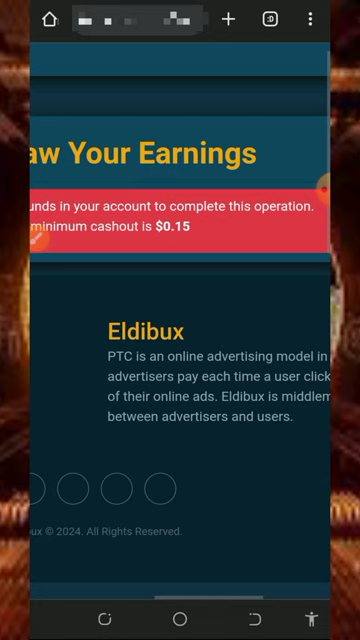 :D
aw Your Earnings
unds in your account to complete this operation.
minimum cashout is $0.15
Eldibux
PTC is an online advertising model in
advertisers pay each time a user click
of their online ads. Eldibux is middlem
between advertisers and users.
ux © 2024. All Rights Reserved.